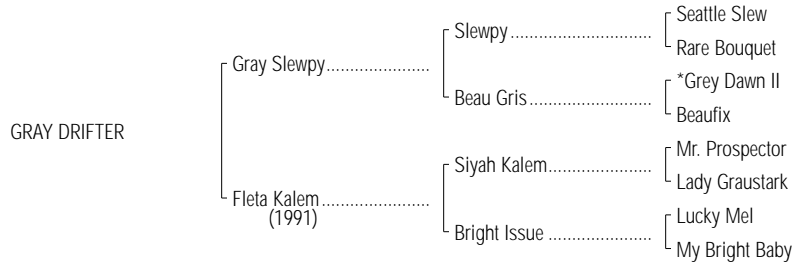 Seattle Slew
Slewpy
Rare Bouquet
Gray Slewpy
*Grey Dawn II
Beau Gris
Beaufix
GRAY DRIFTER
Mr. Prospector
Siyah Kalem
Lady Graustark
Fleta Kalem
(1991)
Lucky Mel
Bright Issue
My Bright Baby